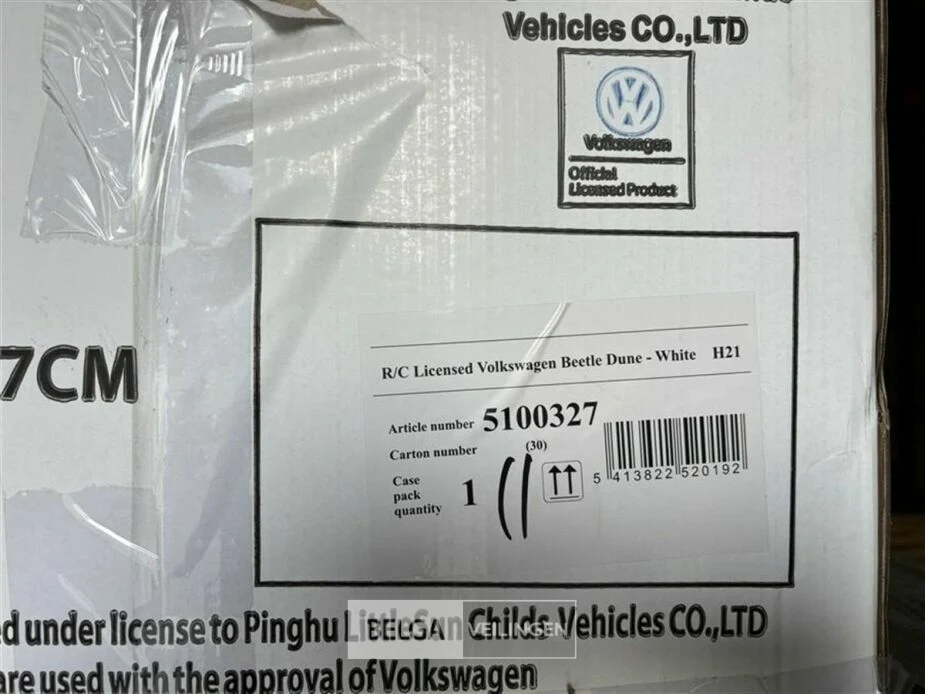 Vehicles CO.,LTD
Volkswagen
Official
Licensed Product
7CM
R/C Licensed Volkswagen Beetle Dune - White H21
Article number 5100327
Carton number (30)
Case
pack
quantity 1
5 413822 520192
d under license to Pinghu Childs Vehicles CO.,LTD
are used with the approval of Volkswagen
BELGA VEILINGEN